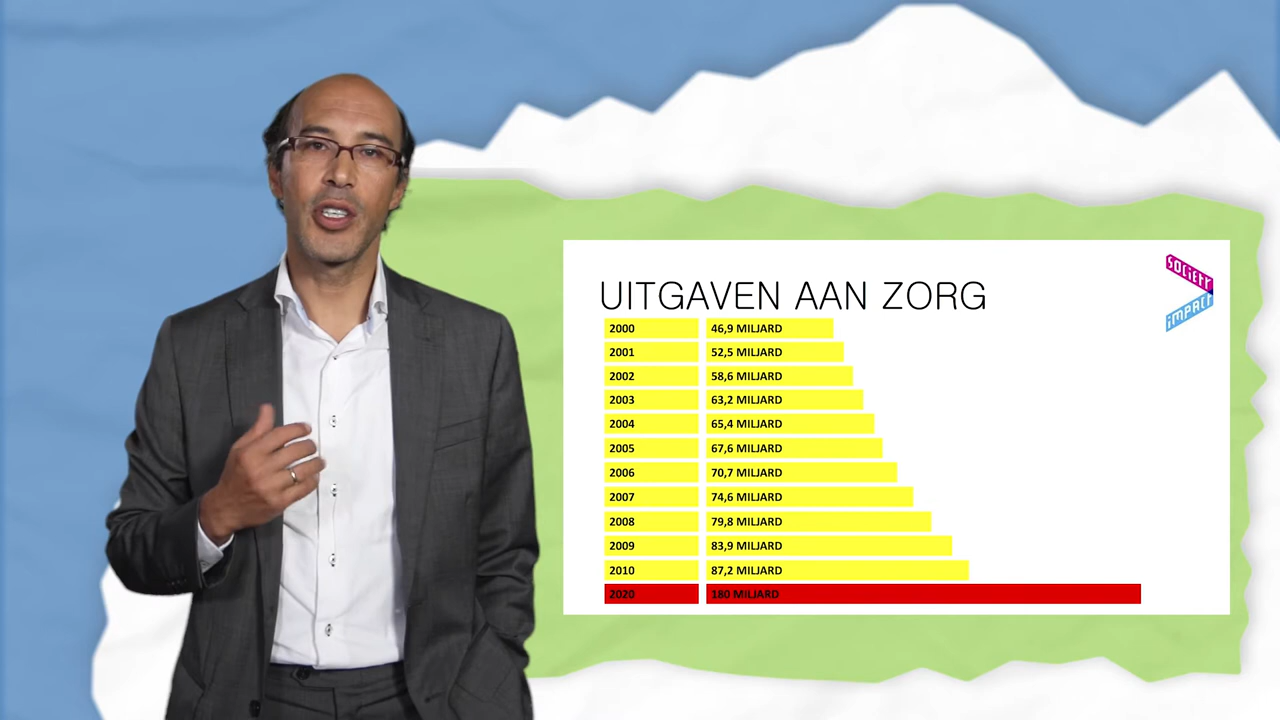 SOCIETY
IMPACT
UITGAVEN AAN ZORG
2000 46,9 MILJARD
2001 52,5 MILJARD
2002 58,6 MILJARD
2003 63,2 MILJARD
2004 65,4 MILJARD
2005 67,6 MILJARD
2006 70,7 MILJARD
2007 74,6 MILJARD
2008 79,8 MILJARD
2009 83,9 MILJARD
2010 87,2 MILJARD
2020 180 MILJARD